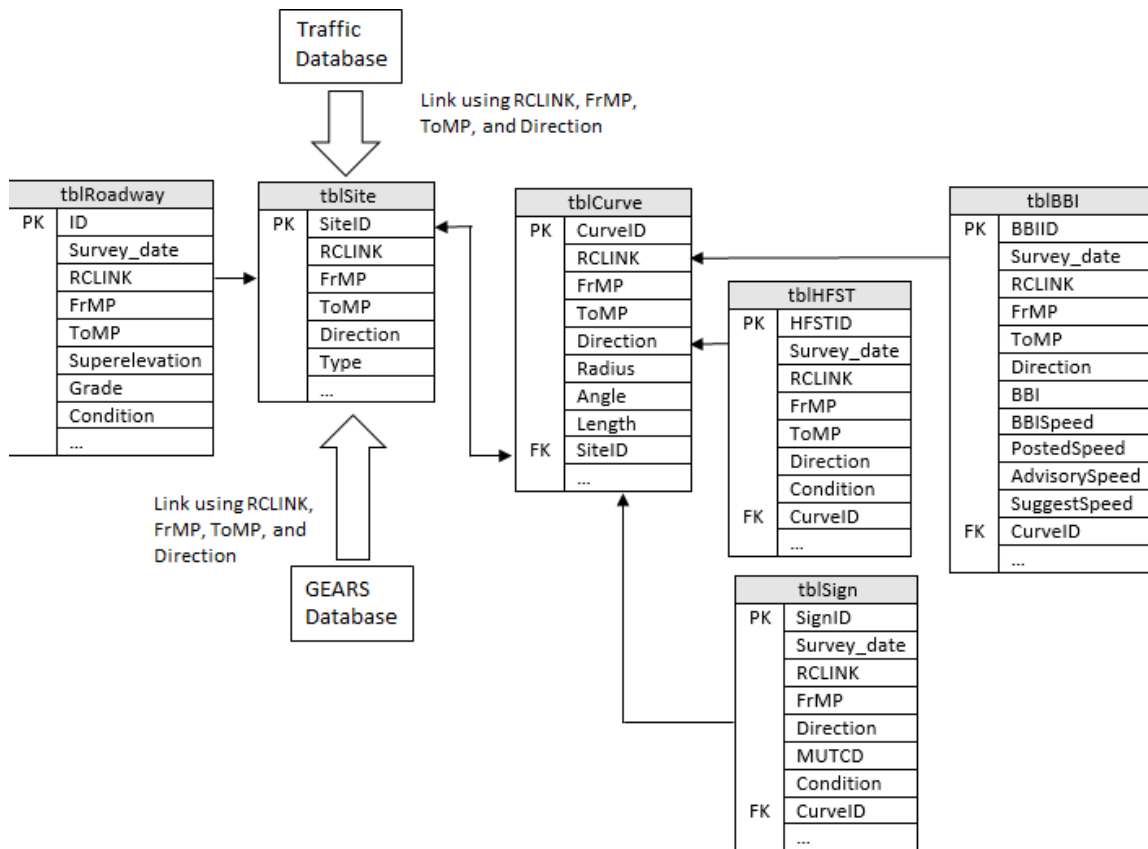 Traffic
Database
Link using RCLINK, FrMP,
ToMP, and Direction
tblRoadway
PK ID
Survey_date
RCLINK
FrMP
ToMP
Superelevation
Grade
Condition
...
tblSite
PK SiteID
RCLINK
FrMP
ToMP
Direction
Type
...
Link using RCLINK,
FrMP, ToMP, and
Direction
GEARS
Database
tblCurve
PK CurveID
RCLINK
FrMP
ToMP
Direction
Radius
Angle
Length
FK SiteID
...
tblHFST
PK HFSTID
Survey_date
RCLINK
FrMP
ToMP
Direction
Condition
FK CurveID
...
tblBBI
PK BBIID
Survey_date
RCLINK
FrMP
ToMP
Direction
BBI
BBISpeed
PostedSpeed
AdvisorySpeed
SuggestSpeed
FK CurveID
...
tblSign
PK SignID
Survey_date
RCLINK
FrMP
Direction
MUTCD
Condition
FK CurveID
...